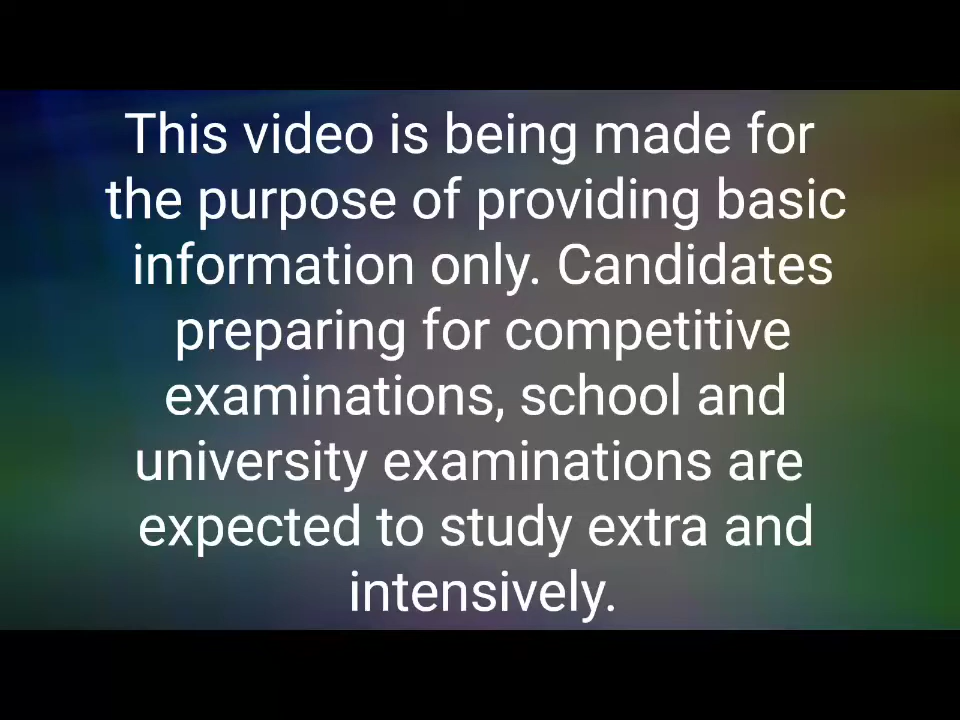 This video is being made for
the purpose of providing basic
information only. Candidates
preparing for competitive
examinations, school and
university examinations are
expected to study extra and
intensively.